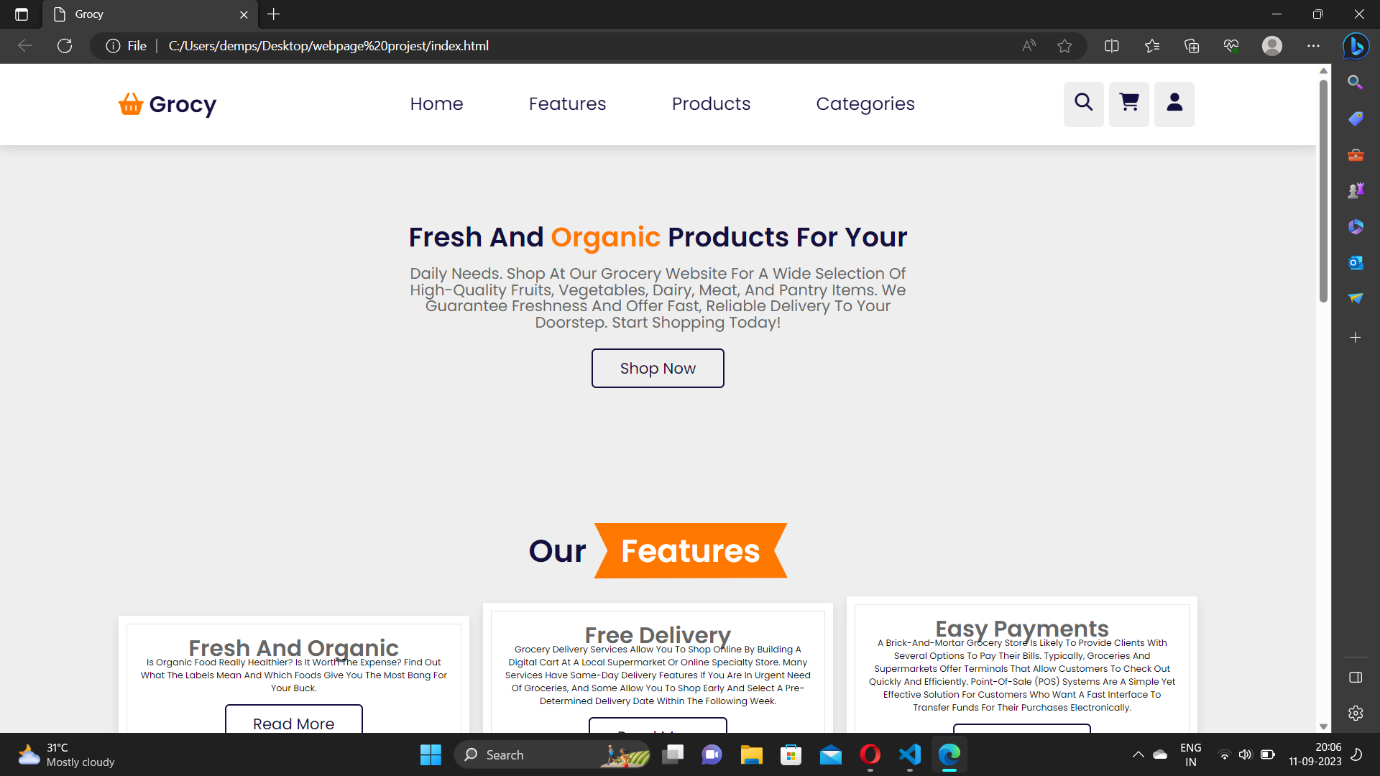 Grocy
File
C:/Users/demps/Desktop/webpage%20projest/index.html
Grocy
Home
Features
Products
Categories
Fresh And Organic Products For Your
Daily Needs. Shop At Our Grocery Website For A Wide Selection Of
High-Quality Fruits, Vegetables, Dairy, Meat, And Pantry Items. We
Guarantee Freshness And Offer Fast, Reliable Delivery To Your
Doorstep. Start Shopping Today!
Shop Now
Our Features
Fresh And Organic
Is Organic Food Really Healthier? Is It Worth The Expense? Find Out
What The Labels Mean And Which Foods Give You The Most Bang For
Your Buck.
Read More
Free Delivery
Grocery Delivery Services Allow You To Shop Online By Building A
Digital Cart At A Local Supermarket Or Online Specialty Store. Many
Services Have Same-Day Delivery Features If You Are In Urgent Need
Of Groceries, And Some Allow You To Shop Early And Select A Pre-
Determined Delivery Date Within The Following Week.
Easy Payments
A Brick-And-Mortar Grocery Store Is Likely To Provide Clients With
Several Options To Pay Their Bills. Typically, Groceries And
Supermarkets Offer Terminals That Allow Customers To Check Out
Quickly And Efficiently. Point-Of-Sale (POS) Systems Are A Simple Yet
Effective Solution For Customers Who Want A Fast Interface To
Transfer Funds For Their Purchases Electronically.
31°C
Mostly cloudy
Search
ENG
IN
20:06
11-09-2023